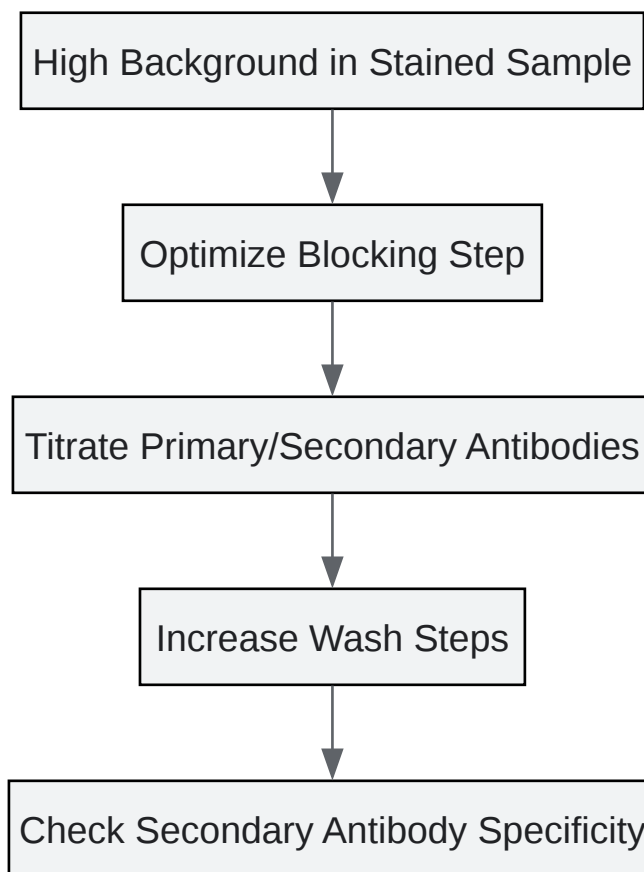 High Background in Stained Sample
Optimize Blocking Step
Titrate Primary/Secondary Antibodies
Increase Wash Steps
Check Secondary Antibody Specificity